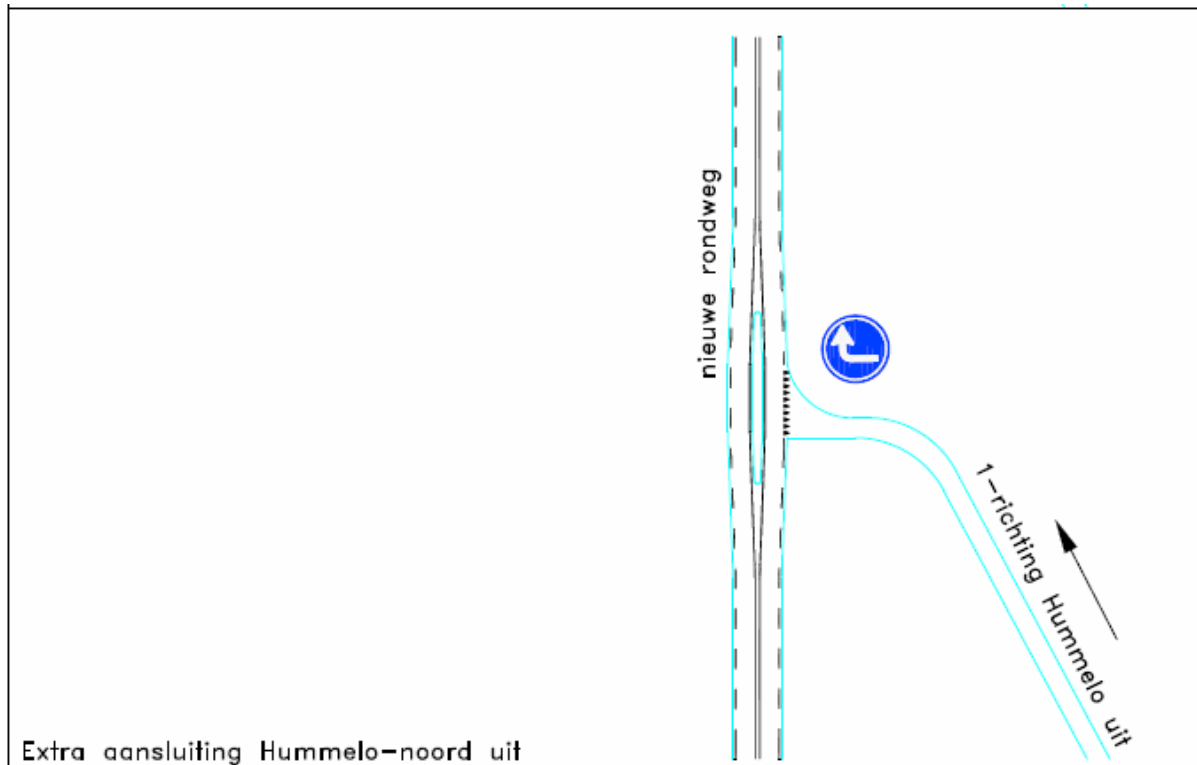 nieuwe rondweg
1-richting Hummelo uit
Extra aansluiting Hummelo-noord uit